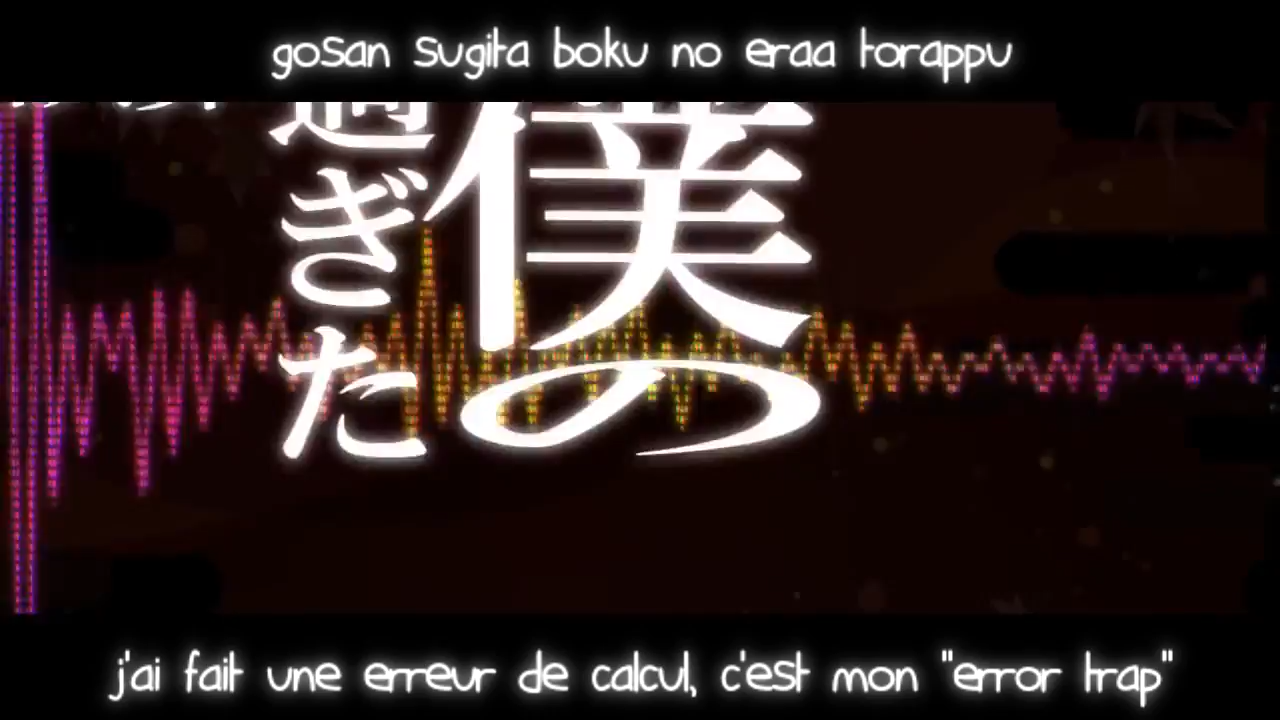 gosan sugita boku no eraa torappu
過ぎた
僕の
j'ai fait une erreur de calcul, c'est mon "error trap"